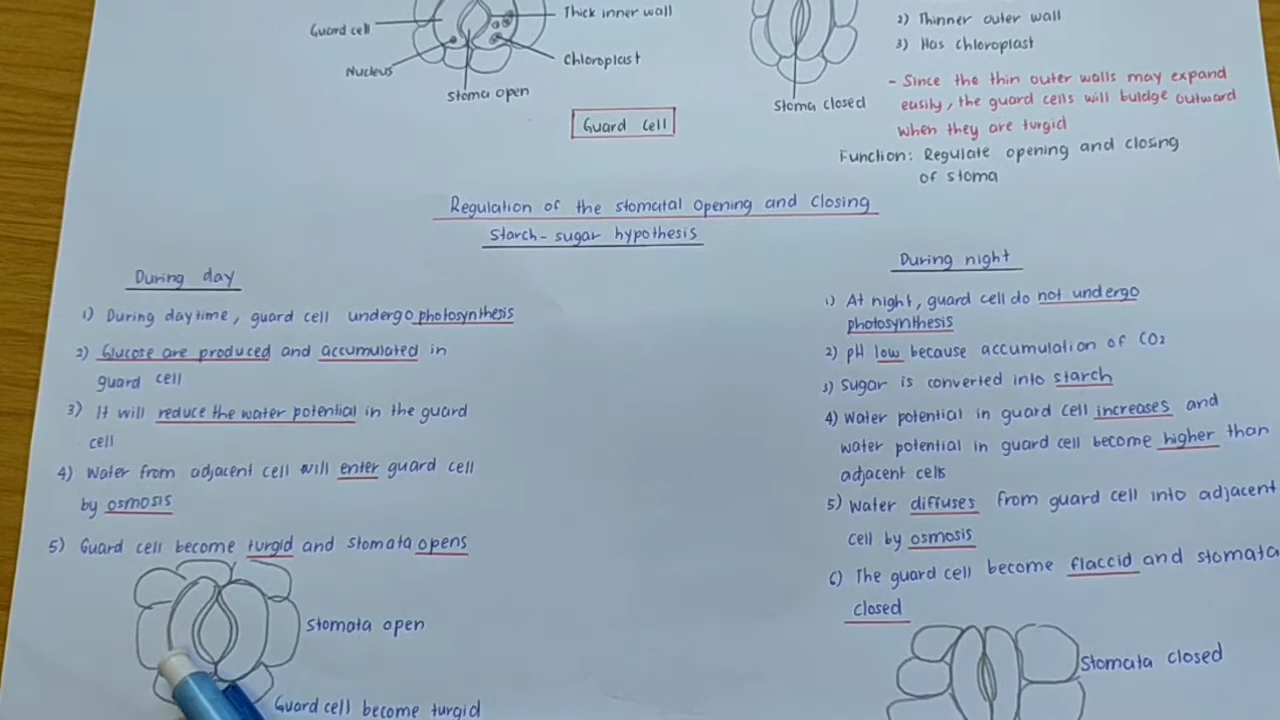 Guard cell
Nucleus
Stoma open
Thick inner wall
Chloroplast
Guard Cell
Stoma closed
2) Thinner outer wall
3) Has chloroplast
- Since the thin outer walls may expand
easily, the guard cells will buldge outward
when they are turgid
Function: Regulate opening and closing
of stoma
Regulation of the stomatal opening and closing
Starch-sugar hypothesis
During day
1) During daytime, guard cell undergo photosynthesis
2) Glucose are produced and accumulated in
guard cell
3) It will reduce the water potential in the guard
cell
4) Water from adjacent cell will enter guard cell
by osmosis
5) Guard cell become turgid and stomata opens
Stomata open
Guard cell become turgid
During night
1) At night, guard cell do not undergo
photosynthesis
2) pH low because accumulation of CO2
3) Sugar is converted into starch
4) Water potential in guard cell increases and
water potential in guard cell become higher than
adjacent cells
5) Water diffuses from guard cell into adjacent
cell by osmosis
6) The guard cell become flaccid and stomata
closed
Stomata closed